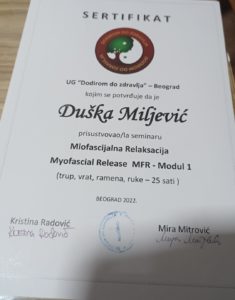 SERTIFIKAT
UG "Dodirom do zdravlja" – Beograd
kojim se potvrđuje da je
Duška Miljević
prisustvovao/la seminaru
Miofascijalna Relaksacija
Myofascial Release MFR - Modul 1
(trup, vrat, ramena, ruke – 25 sati )
BEOGRAD 2022.
Kristina Radović
Mira Mitrović